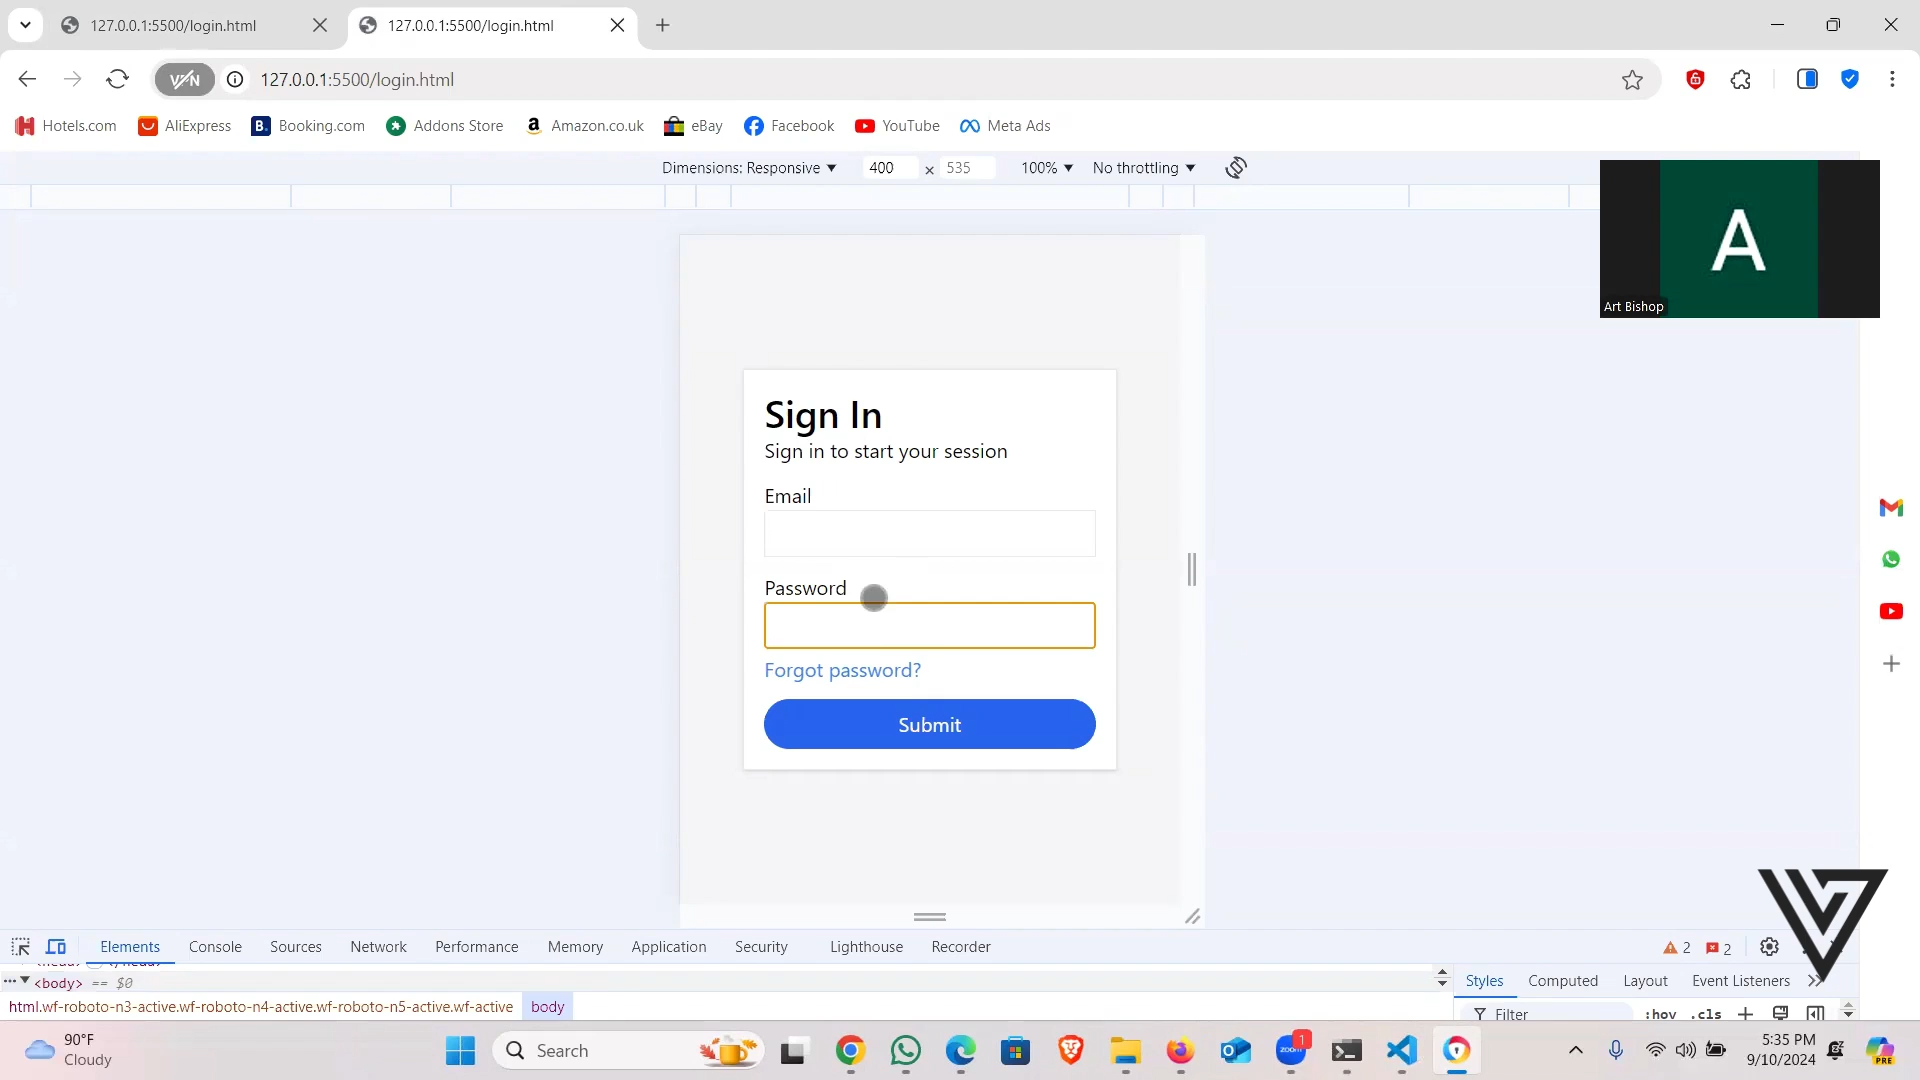 127.0.0.1:5500/login.html
127.0.0.1:5500/login.html
VPN
127.0.0.1:5500/login.html
Hotels.com
B. Booking.com
AliExpress
Addons Store
a Amazon.co.uk
eBay
Facebook
YouTube
Meta Ads
Dimensions: Responsive 400 × 535 100% No throttling
A
Art Bishop
Sign In
Sign in to start your session
Email
Password
Forgot password?
Submit
Elements Console Sources Network Performance Memory Application Security Lighthouse Recorder 2 2
<body> == $0
Styles Computed Layout Event Listeners
html.wf-roboto-n3-active.wf-roboto-n4-active.wf-roboto-n5-active.wf-active body
Filter :hov .cls
90°F
Cloudy
Search
zoom
1
5:35 PM
9/10/2024
PRE